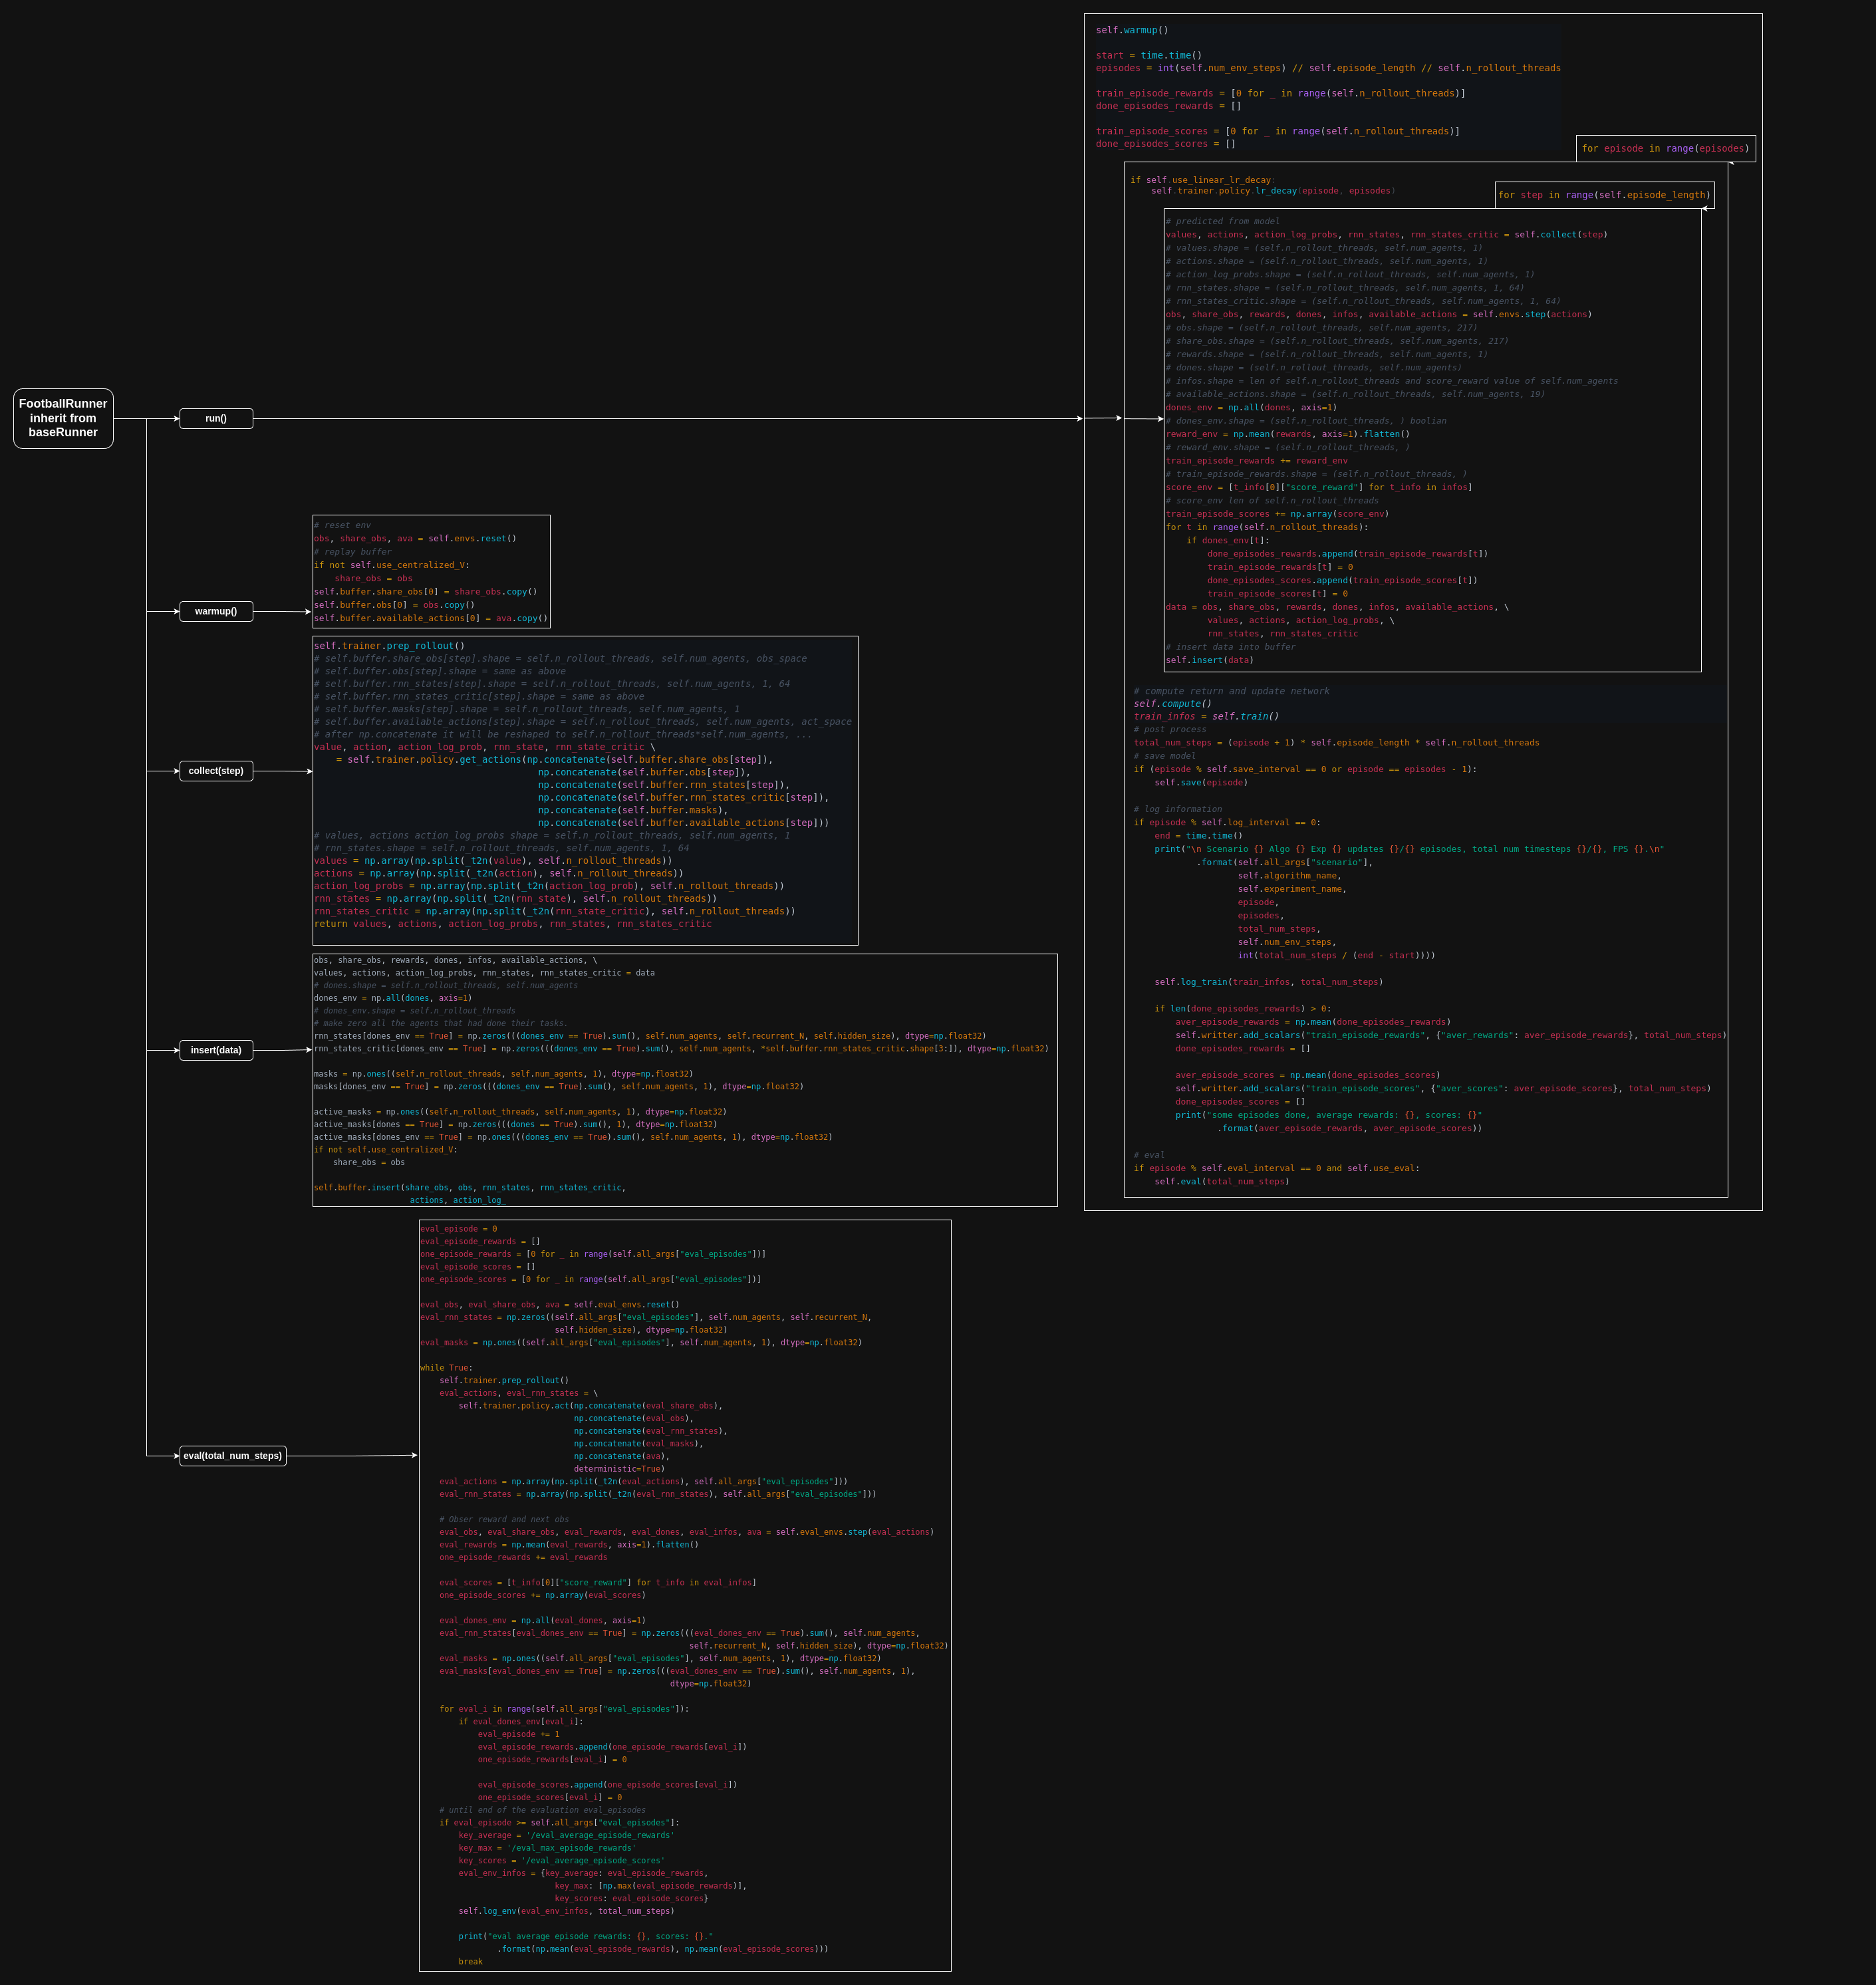 FootballRunner
inherit from
baseRunner
run()
self.warmup()
start = time.time()
episodes = int(self.num_env_steps) // self.episode_length // self.n_rollout_threads
train_episode_rewards = [0 for _ in range(self.n_rollout_threads)]
done_episodes_rewards = []
train_episode_scores = [0 for _ in range(self.n_rollout_threads)]
done_episodes_scores = []
for episode in range(episodes)
if self.use_linear_lr_decay:
self.trainer.policy.lr_decay(episode, episodes)
for step in range(self.episode_length)
# predicted from model
values, actions, action_log_probs, rnn_states, rnn_states_critic = self.collect(step)
# values.shape = (self.n_rollout_threads, self.num_agents, 1)
# actions.shape = (self.n_rollout_threads, self.num_agents, 1)
# action_log_probs.shape = (self.n_rollout_threads, self.num_agents, 1)
# rnn_states.shape = (self.n_rollout_threads, self.num_agents, 1, 64)
# rnn_states_critic.shape = (self.n_rollout_threads, self.num_agents, 1, 64)
obs, share_obs, rewards, dones, infos, available_actions = self.envs.step(actions)
# obs.shape = (self.n_rollout_threads, self.num_agents, 217)
# share_obs.shape = (self.n_rollout_threads, self.num_agents, 217)
# rewards.shape = (self.n_rollout_threads, self.num_agents, 1)
# dones.shape = (self.n_rollout_threads, self.num_agents)
# infos.shape = len of self.n_rollout_threads and score_reward value of self.num_agents
# available_actions.shape = (self.n_rollout_threads, self.num_agents, 19)
dones_env = np.all(dones, axis=1)
# dones_env.shape = (self.n_rollout_threads, ) boolian
reward_env = np.mean(rewards, axis=1).flatten()
# reward_env.shape = (self.n_rollout_threads, )
train_episode_rewards += reward_env
# train_episode_rewards.shape = (self.n_rollout_threads, )
score_env = [t_info[0]["score_reward"] for t_info in infos]
# score_env len of self.n_rollout_threads
train_episode_scores += np.array(score_env)
for t in range(self.n_rollout_threads):
if dones_env[t]:
done_episodes_rewards.append(train_episode_rewards[t])
train_episode_rewards[t] = 0
done_episodes_scores.append(train_episode_scores[t])
train_episode_scores[t] = 0
data = obs, share_obs, rewards, dones, infos, available_actions, \
values, actions, action_log_probs, \
rnn_states, rnn_states_critic
# insert data into buffer
self.insert(data)
# compute return and update network
self.compute()
train_infos = self.train()
# post process
total_num_steps = (episode + 1) * self.episode_length * self.n_rollout_threads
# save model
if (episode % self.save_interval == 0 or episode == episodes - 1):
self.save(episode)
# log information
if episode % self.log_interval == 0:
end = time.time()
print("\n Scenario {} Algo {} Exp {} updates {}/{} episodes, total num timesteps {}/{}, FPS {}.\n"
.format(self.all_args["scenario"],
self.algorithm_name,
self.experiment_name,
episode,
episodes,
total_num_steps,
self.num_env_steps,
int(total_num_steps / (end - start))))
self.log_train(train_infos, total_num_steps)
if len(done_episodes_rewards) > 0:
aver_episode_rewards = np.mean(done_episodes_rewards)
self.writter.add_scalars("train_episode_rewards", {"aver_rewards": aver_episode_rewards}, total_num_steps)
done_episodes_rewards = []
aver_episode_scores = np.mean(done_episodes_scores)
self.writter.add_scalars("train_episode_scores", {"aver_scores": aver_episode_scores}, total_num_steps)
done_episodes_scores = []
print("some episodes done, average rewards: {}, scores: {}"
.format(aver_episode_rewards, aver_episode_scores))
# eval
if episode % self.eval_interval == 0 and self.use_eval:
self.eval(total_num_steps)
warmup()
# reset env
obs, share_obs, ava = self.envs.reset()
# replay buffer
if not self.use_centralized_V:
share_obs = obs
self.buffer.share_obs[0] = share_obs.copy()
self.buffer.obs[0] = obs.copy()
self.buffer.available_actions[0] = ava.copy()
collect(step)
self.trainer.prep_rollout()
# self.buffer.share_obs[step].shape = self.n_rollout_threads, self.num_agents, obs_space
# self.buffer.obs[step].shape = same as above
# self.buffer.rnn_states[step].shape = self.n_rollout_threads, self.num_agents, 1, 64
# self.buffer.rnn_states_critic[step].shape = same as above
# self.buffer.masks[step].shape = self.n_rollout_threads, self.num_agents, 1
# self.buffer.available_actions[step].shape = self.n_rollout_threads, self.num_agents, act_space
# after np.concatenate it will be reshaped to self.n_rollout_threads*self.num_agents, ...
value, action, action_log_prob, rnn_state, rnn_state_critic \
= self.trainer.policy.get_actions(np.concatenate(self.buffer.share_obs[step]),
np.concatenate(self.buffer.obs[step]),
np.concatenate(self.buffer.rnn_states[step]),
np.concatenate(self.buffer.rnn_states_critic[step]),
np.concatenate(self.buffer.masks),
np.concatenate(self.buffer.available_actions[step]))
# values, actions action_log_probs shape = self.n rollout_threads, self.num_agents, 1
# rnn_states.shape = self.n_rollout_threads, self.num_agents, 1, 64
values = np.array(np.split(_t2n(value), self.n_rollout_threads))
actions = np.array(np.split(_t2n(action), self.n_rollout_threads))
action_log_probs = np.array(np.split(_t2n(action_log_prob), self.n_rollout_threads))
rnn_states = np.array(np.split(_t2n(rnn_state), self.n_rollout_threads))
rnn_states_critic = np.array(np.split(_t2n(rnn_state_critic), self.n_rollout_threads))
return values, actions, action_log_probs, rnn_states, rnn_states_critic
insert(data)
obs, share_obs, rewards, dones, infos, available_actions, \
values, actions, action_log_probs, rnn_states, rnn_states_critic = data
# dones.shape = self.n_rollout_threads, self.num_agents
dones_env = np.all(dones, axis=1)
# dones_env.shape = self.n_rollout_threads
# make zero all the agents that had done their tasks.
rnn_states[dones_env == True] = np.zeros(((dones_env == True).sum(), self.num_agents, self.recurrent_N, self.hidden_size), dtype=np.float32)
rnn_states_critic[dones_env == True] = np.zeros(((dones_env == True).sum(), self.num_agents, *self.buffer.rnn_states_critic.shape[3:]), dtype=np.float32)
masks = np.ones((self.n_rollout_threads, self.num_agents, 1), dtype=np.float32)
masks[dones_env == True] = np.zeros(((dones_env == True).sum(), self.num_agents, 1), dtype=np.float32)
active_masks = np.ones((self.n_rollout_threads, self.num_agents, 1), dtype=np.float32)
active_masks[dones == True] = np.zeros(((dones == True).sum(), 1), dtype=np.float32)
active_masks[dones_env == True] = np.ones(((dones_env == True).sum(), self.num_agents, 1), dtype=np.float32)
if not self.use_centralized_V:
share_obs = obs
self.buffer.insert(share_obs, obs, rnn_states, rnn_states_critic,
actions, action_log_
eval(total_num_steps)
eval_episode = 0
eval_episode_rewards = []
one_episode_rewards = [0 for _ in range(self.all_args["eval_episodes"])]
eval_episode_scores = []
one_episode_scores = [0 for _ in range(self.all_args["eval_episodes"])]
eval_obs, eval_share_obs, ava = self.eval_envs.reset()
eval_rnn_states = np.zeros((self.all_args["eval_episodes"], self.num_agents, self.recurrent_N,
self.hidden_size), dtype=np.float32)
eval_masks = np.ones((self.all_args["eval_episodes"], self.num_agents, 1), dtype=np.float32)
while True:
self.trainer.prep_rollout()
eval_actions, eval_rnn_states = \
self.trainer.policy.act(np.concatenate(eval_share_obs),
np.concatenate(eval_obs),
np.concatenate(eval_rnn_states),
np.concatenate(eval_masks),
np.concatenate(ava),
deterministic=True)
eval_actions = np.array(np.split(_t2n(eval_actions), self.all_args["eval_episodes"]))
eval_rnn_states = np.array(np.split(_t2n(eval_rnn_states), self.all_args["eval_episodes"]))
# Obser reward and next obs
eval_obs, eval_share_obs, eval_rewards, eval_dones, eval_infos, ava = self.eval_envs.step(eval_actions)
eval_rewards = np.mean(eval_rewards, axis=1).flatten()
one_episode_rewards += eval_rewards
eval_scores = [t_info[0]["score_reward"] for t_info in eval_infos]
one_episode_scores += np.array(eval_scores)
eval_dones_env = np.all(eval_dones, axis=1)
eval_rnn_states[eval_dones_env == True] = np.zeros(((eval_dones_env == True).sum(), self.num_agents,
self.recurrent_N, self.hidden_size), dtype=np.float32)
eval_masks = np.ones((self.all_args["eval_episodes"], self.num_agents, 1), dtype=np.float32)
eval_masks[eval_dones_env == True] = np.zeros(((eval_dones_env == True).sum(), self.num_agents, 1),
dtype=np.float32)
for eval_i in range(self.all_args["eval_episodes"]):
if eval_dones_env[eval_i]:
eval_episode += 1
eval_episode_rewards.append(one_episode_rewards[eval_i])
one_episode_rewards[eval_i] = 0
eval_episode_scores.append(one_episode_scores[eval_i])
one_episode_scores[eval_i] = 0
# until end of the evaluation eval_episodes
if eval_episode >= self.all_args["eval_episodes"]:
key_average = '/eval_average_episode_rewards'
key_max = '/eval_max_episode_rewards'
key_scores = '/eval_average_episode_scores'
eval_env_infos = {key_average: eval_episode_rewards,
key_max: [np.max(eval_episode_rewards)],
key_scores: eval_episode_scores}
self.log_env(eval_env_infos, total_num_steps)
print("eval average episode rewards: {}, scores: {}."
.format(np.mean(eval_episode_rewards), np.mean(eval_episode_scores)))
break